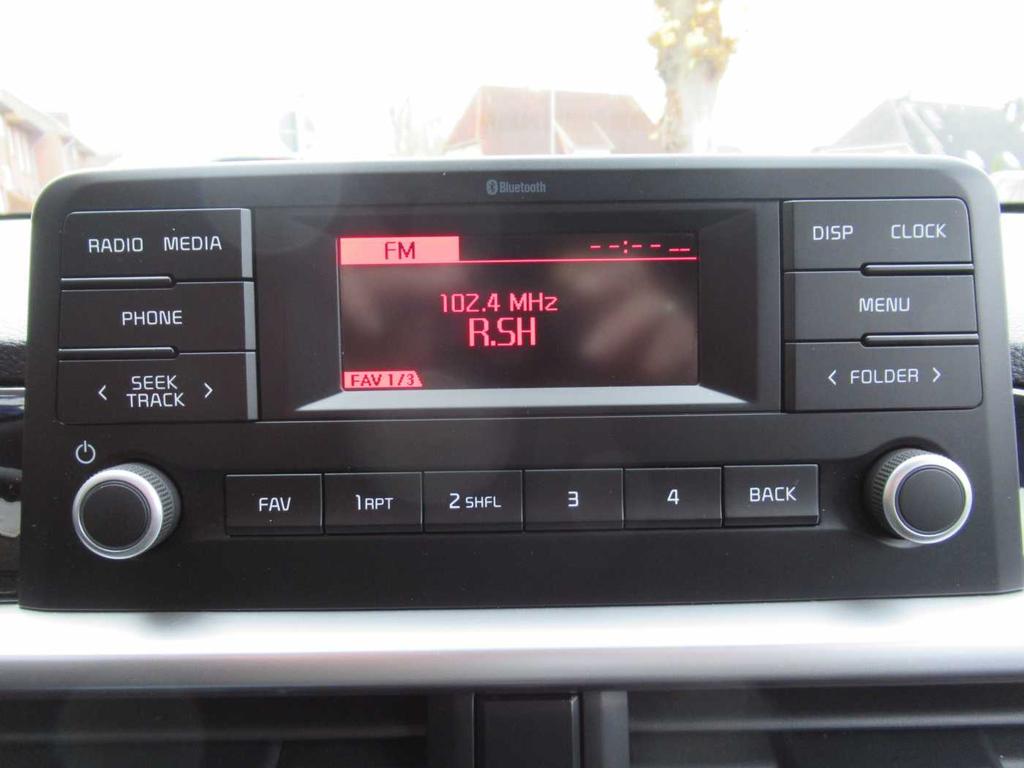 Bluetooth
RADIO MEDIA
PHONE
< SEEK TRACK >
FM --:-- --
102.4 MHz
R.SH
FAV 1/3
DISP CLOCK
MENU
< FOLDER >
FAV 1 RPT 2 SHFL 3 4 BACK